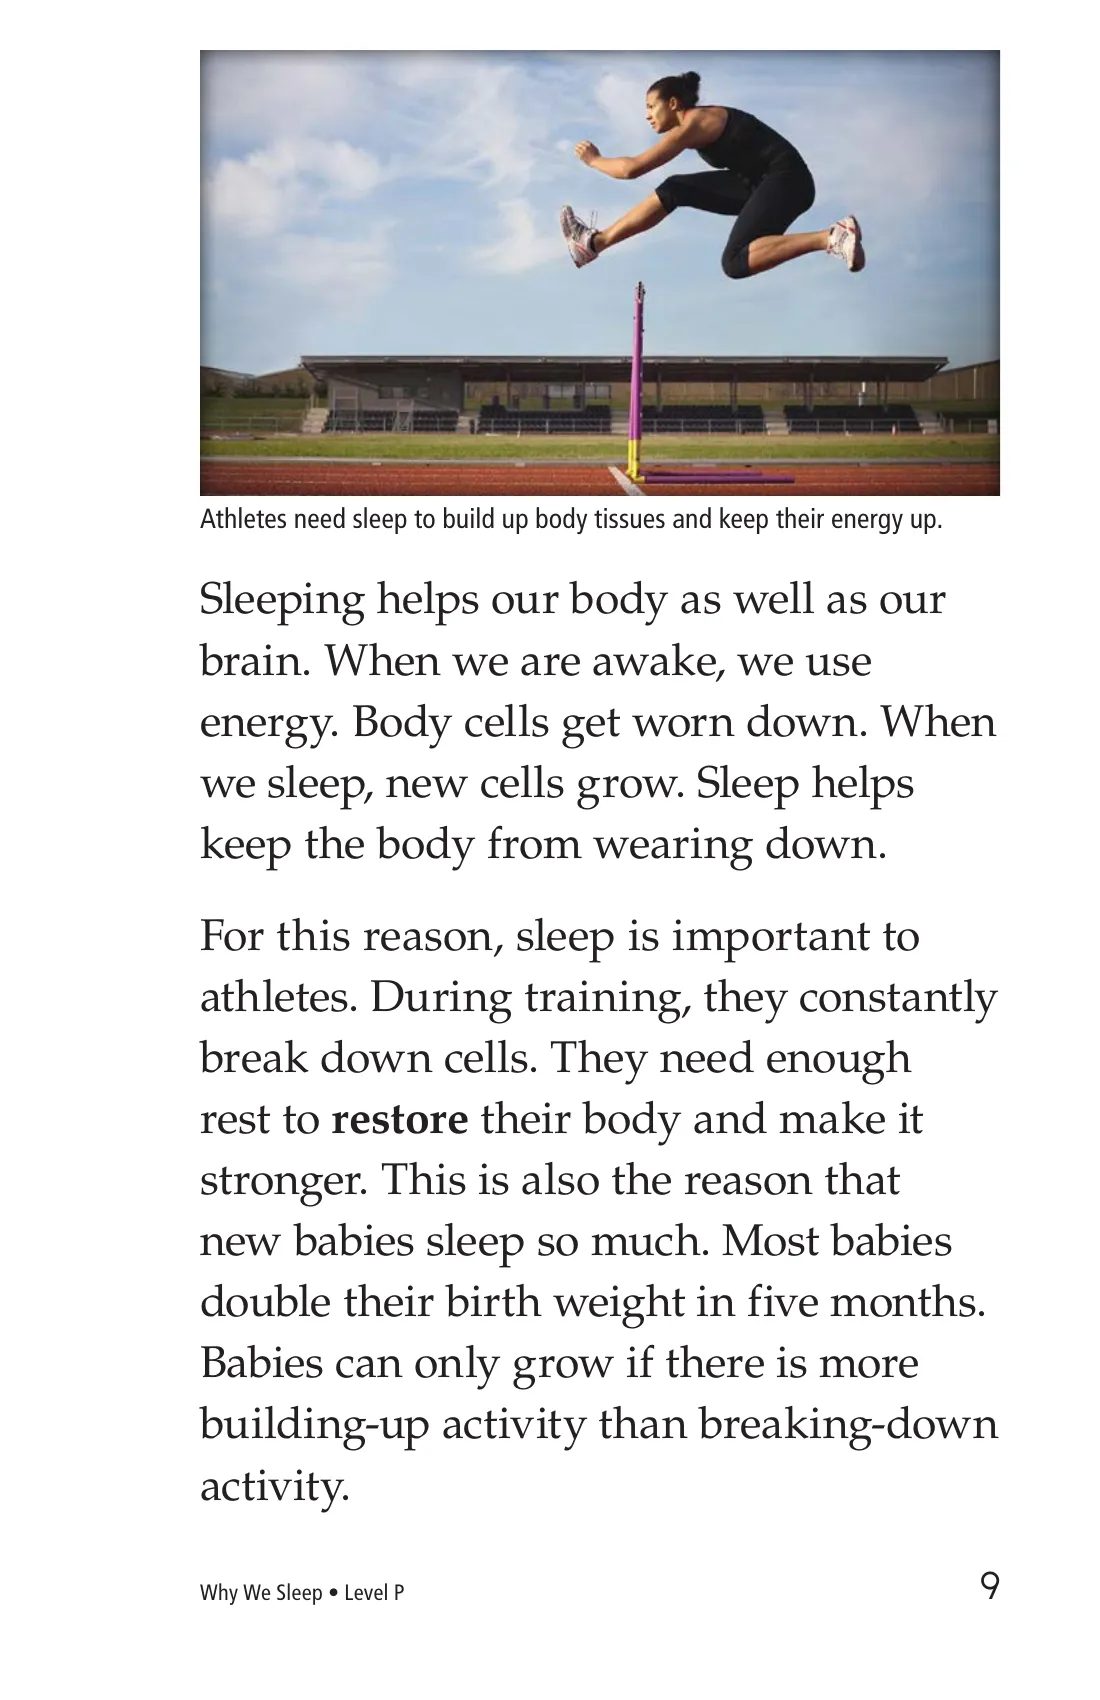 Athletes need sleep to build up body tissues and keep their energy up.
Sleeping helps our body as well as our
brain. When we are awake, we use
energy. Body cells get worn down. When
we sleep, new cells grow. Sleep helps
keep the body from wearing down.
For this reason, sleep is important to
athletes. During training, they constantly
break down cells. They need enough
rest to restore their body and make it
stronger. This is also the reason that
new babies sleep so much. Most babies
double their birth weight in five months.
Babies can only grow if there is more
building-up activity than breaking-down
activity.
Why We Sleep • Level P
9